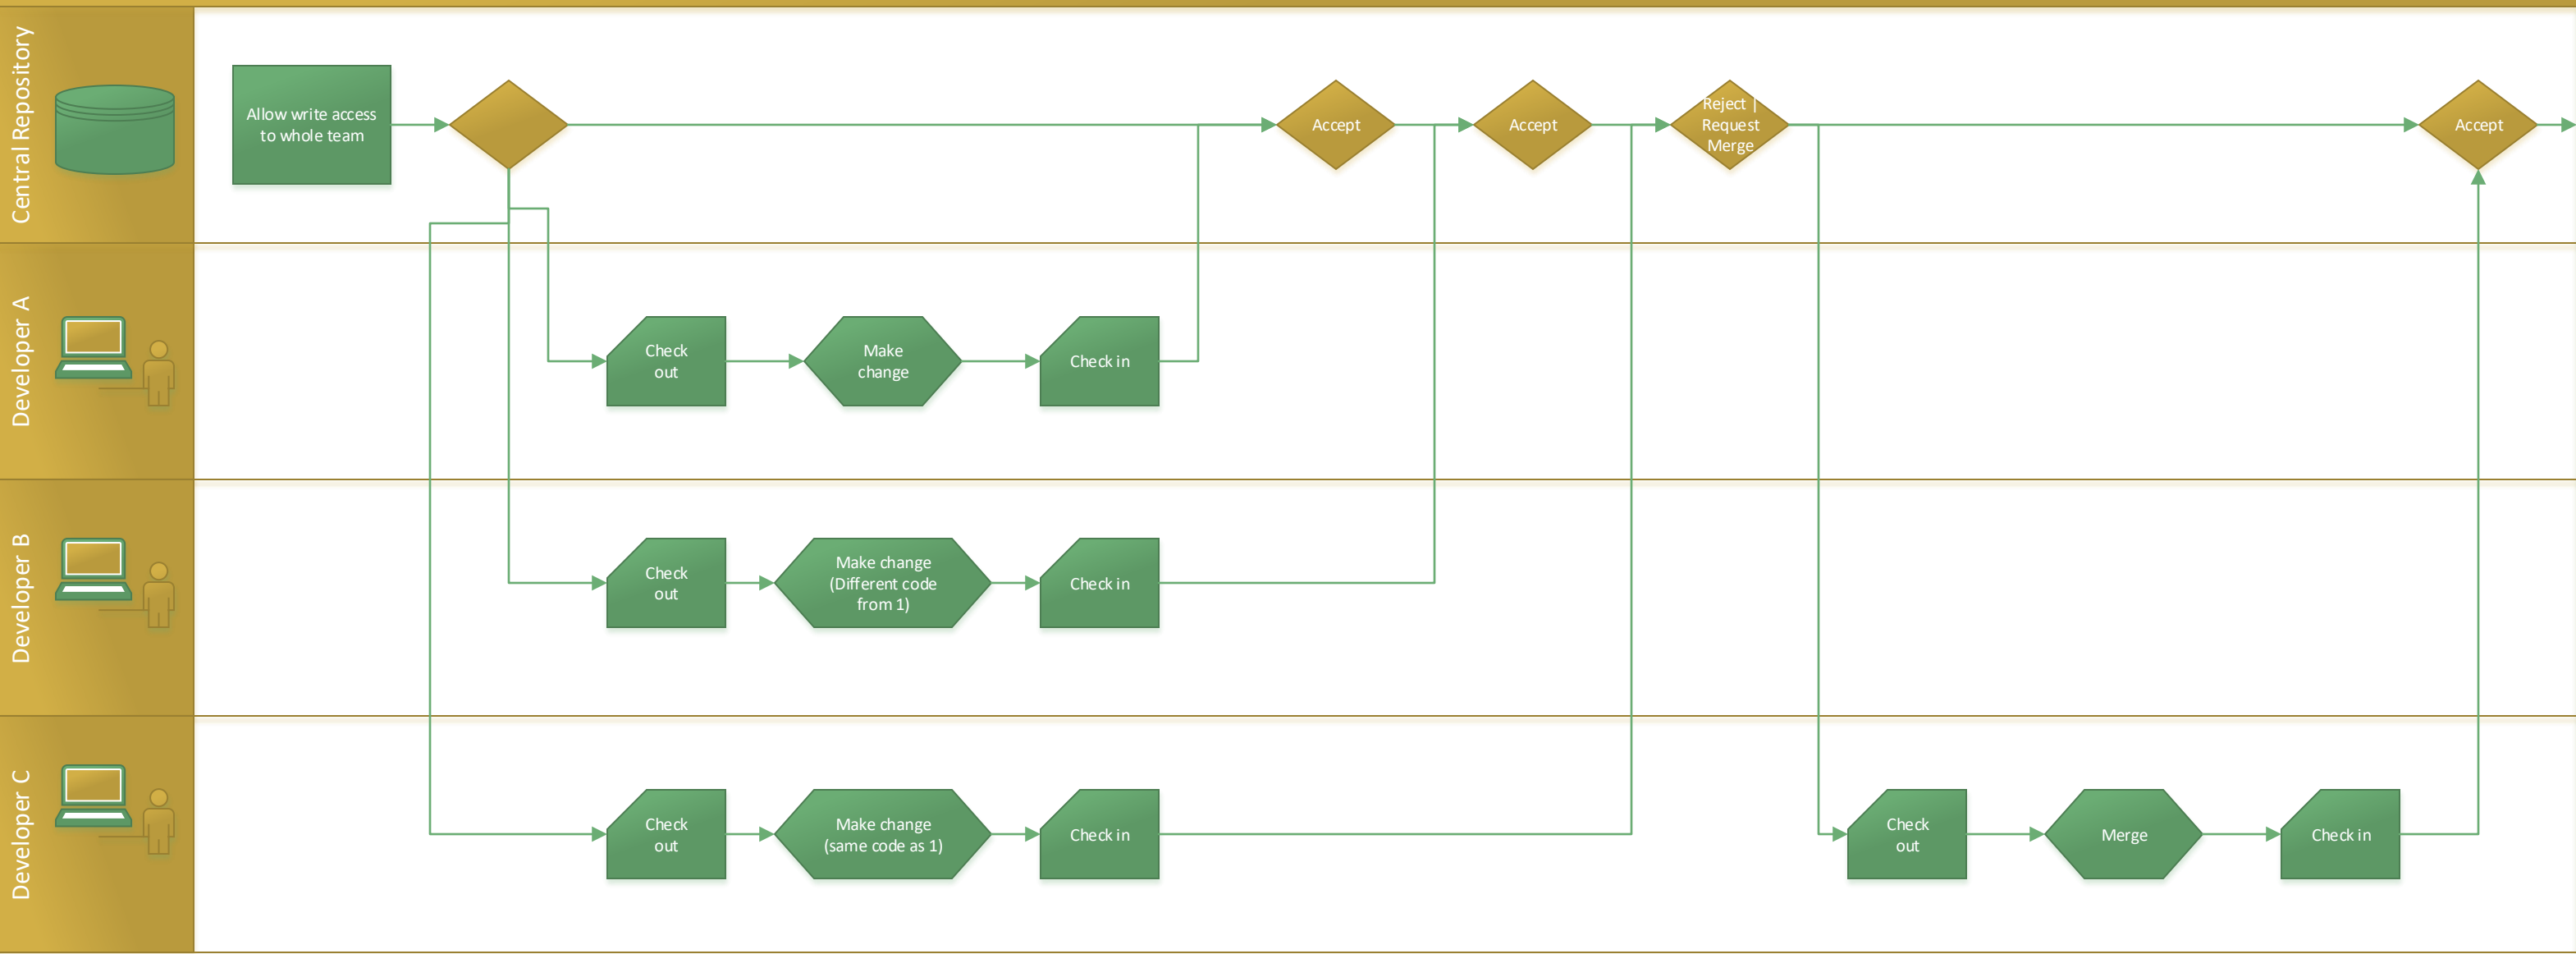 Central Repository
Allow write access
to whole team
Accept
Accept
Reject |
Request
Merge
Accept
Developer A
Check
out
Make
change
Check in
Developer B
Check
out
Make change
(Different code
from 1)
Check in
Developer C
Check
out
Make change
(same code as 1)
Check in
Check
out
Merge
Check in